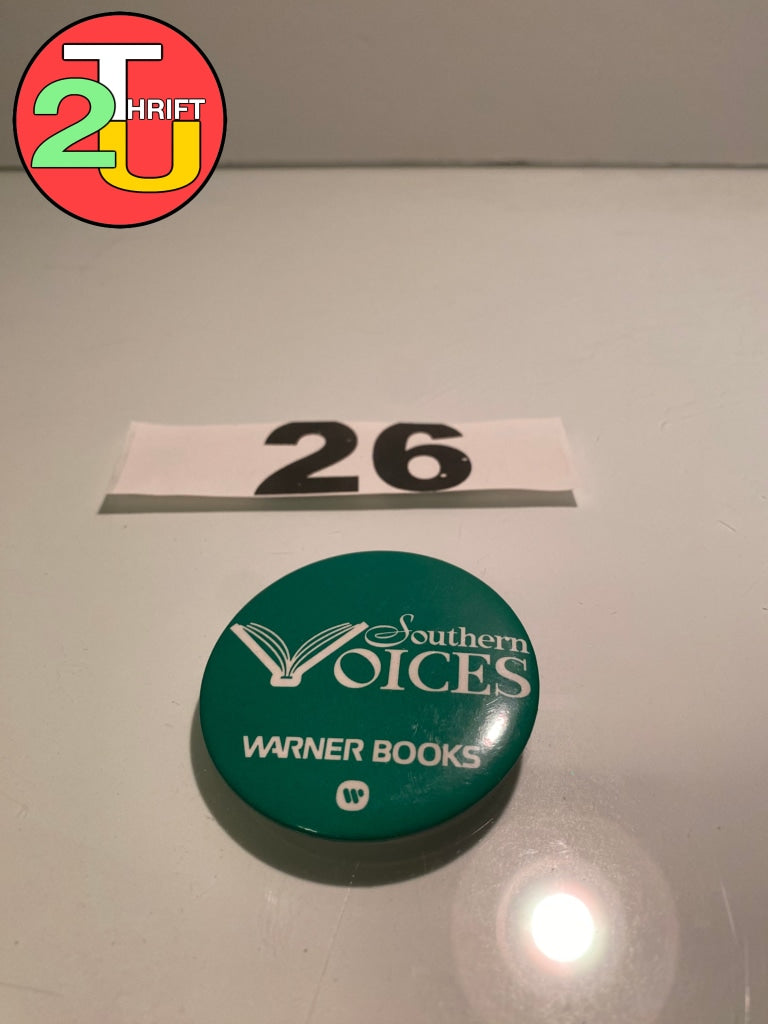 2 THRIFT U
26
Southern
VOICES
WARNER BOOKS
W